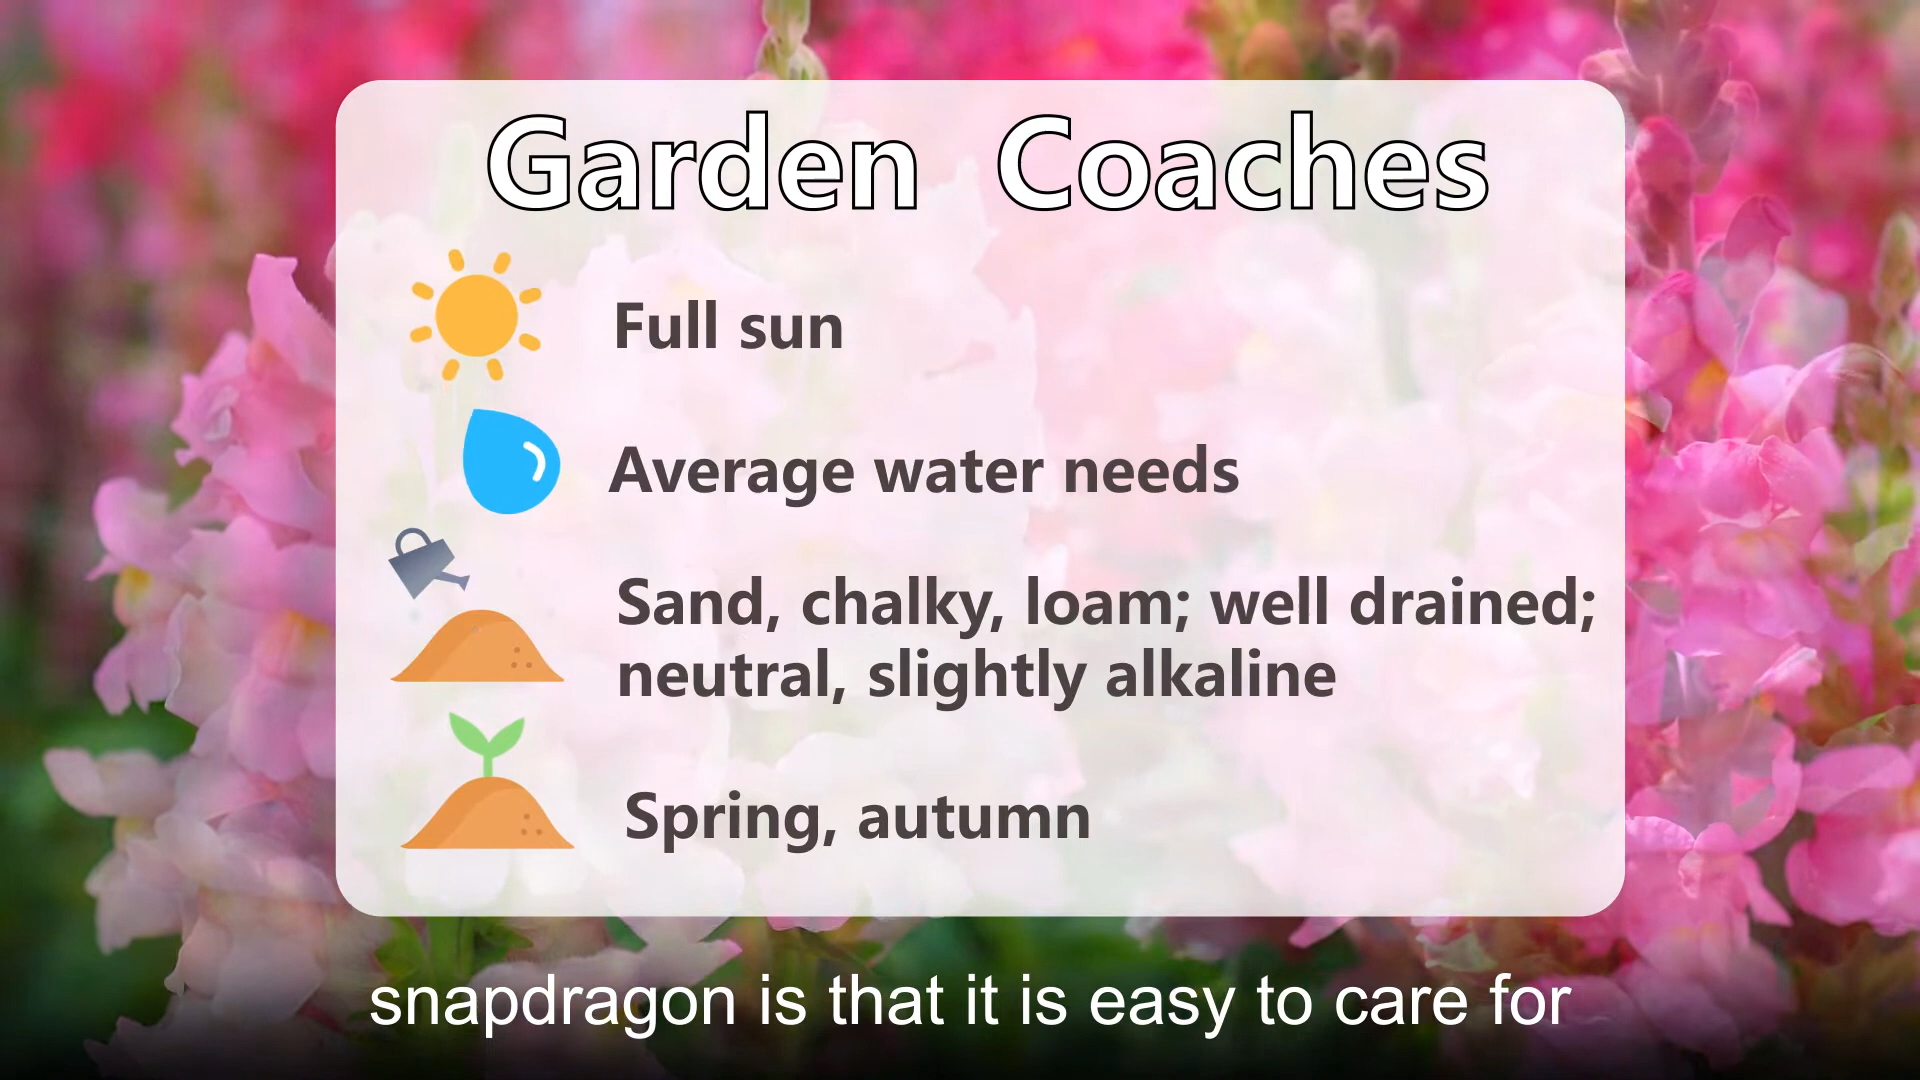 Garden Coaches
Full sun
Average water needs
Sand, chalky, loam; well drained;
neutral, slightly alkaline
Spring, autumn
snapdragon is that it is easy to care for